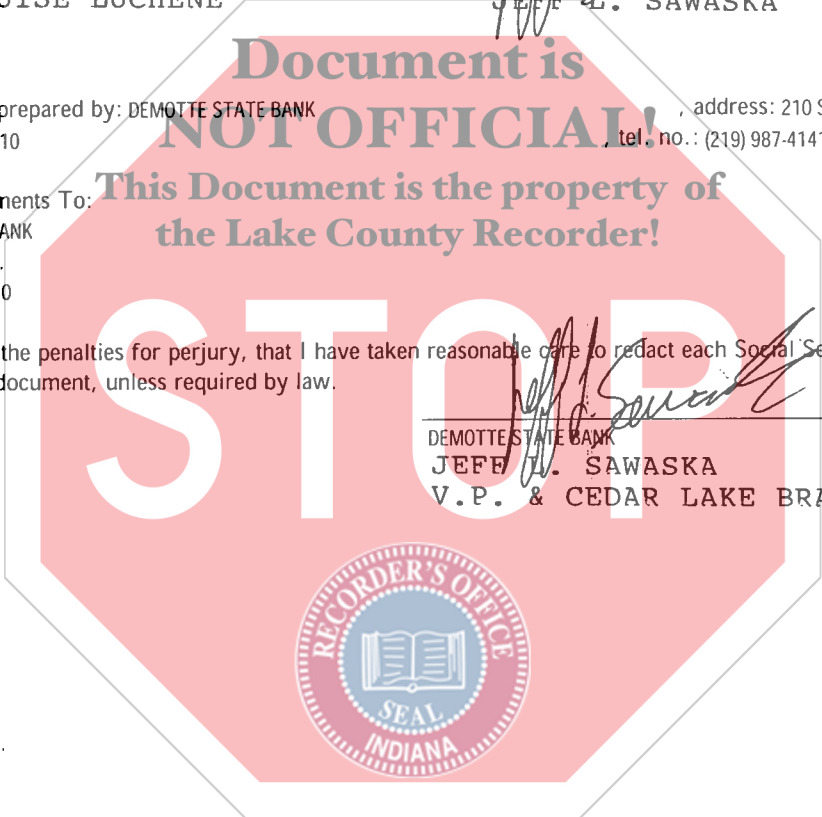 JEFF L. SAWASKA
Document is
prepared by: DEMOTTE STATE BANK , address: 210 S
NOT OFFICIAL!
10 , tel. no.: (219) 987-4141
This Document is the property of
nents To:
ANK
the Lake County Recorder!
.
0
STOP
the penalties for perjury, that I have taken reasonable care to redact each Social Se
document, unless required by law.
DEMOTTE STATE BANK
JEFF L. SAWASKA
V.P. & CEDAR LAKE BRA
RECORDER'S OFFICE
SEAL
INDIANA
.